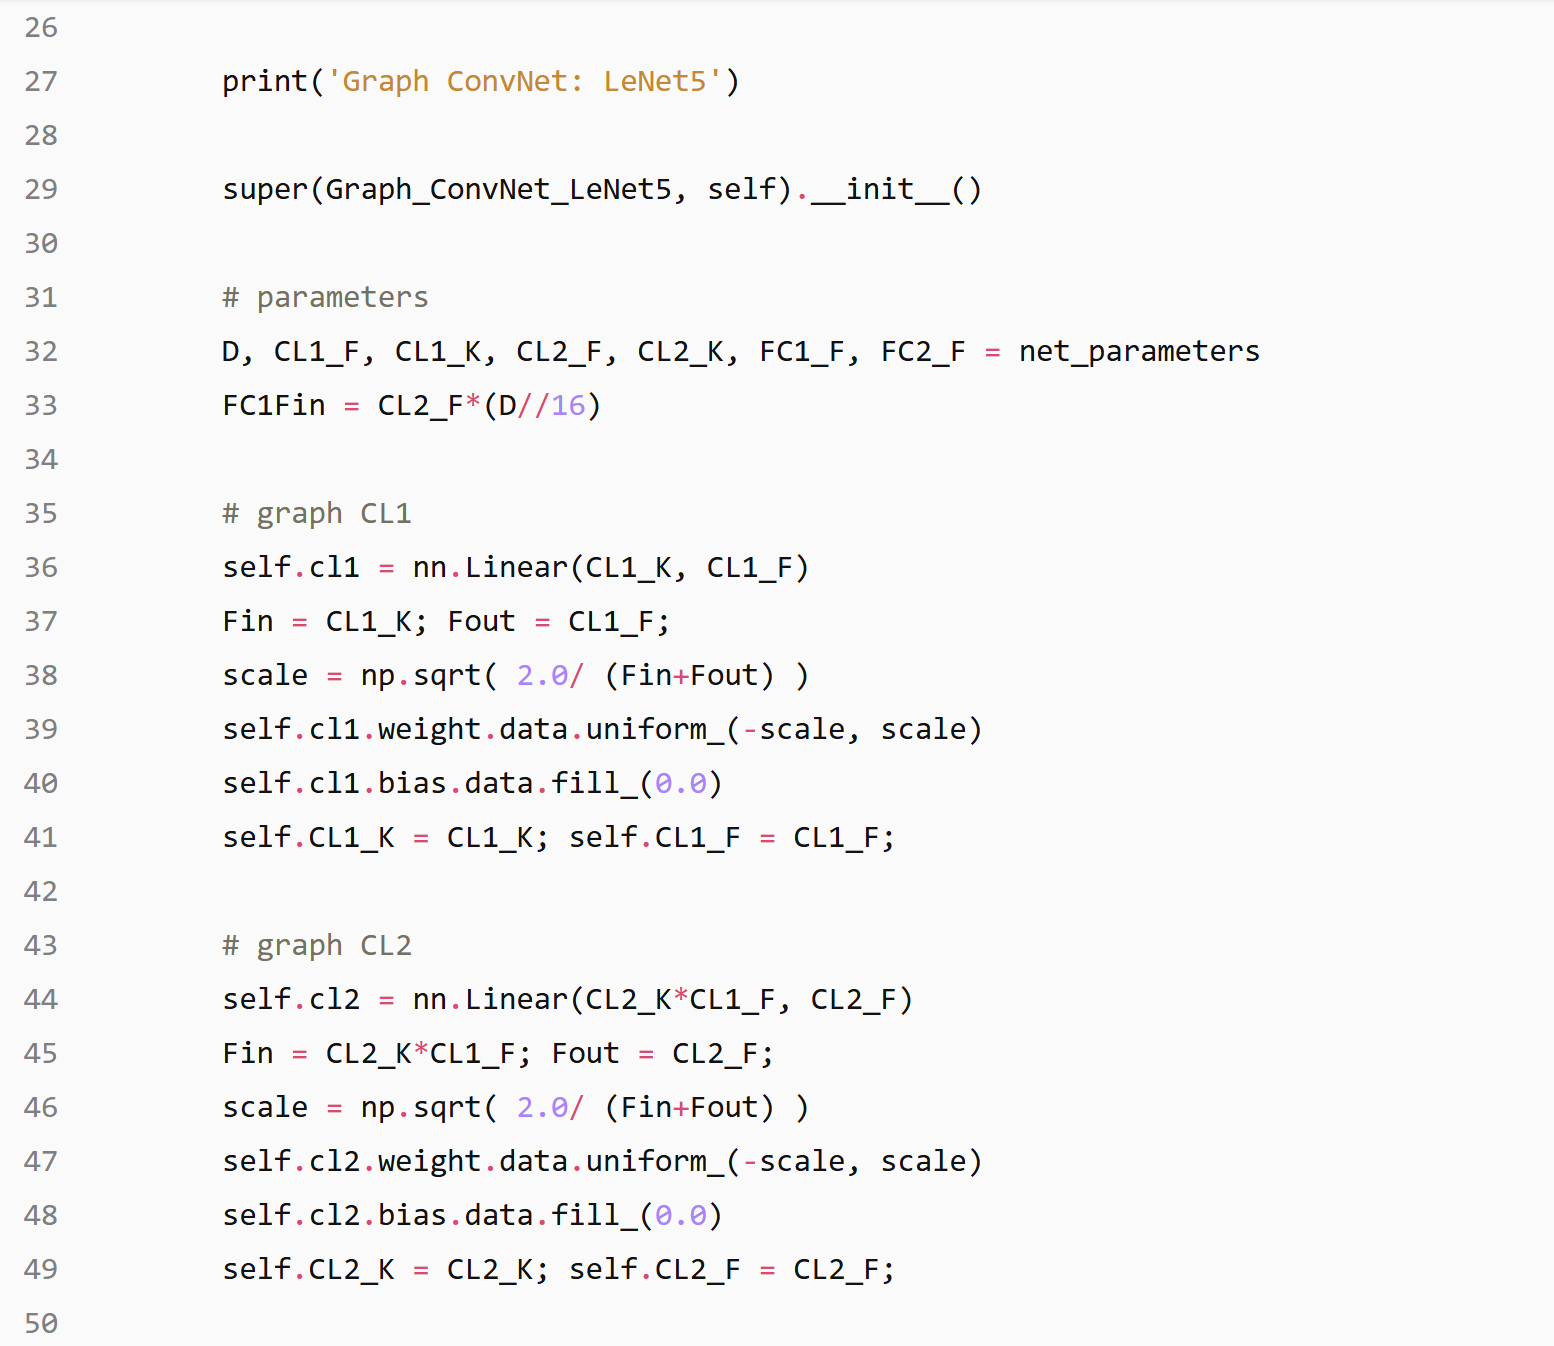 26
27 print('Graph ConvNet: LeNet5')
28
29 super(Graph_ConvNet_LeNet5, self).__init__()
30
31 # parameters
32 D, CL1_F, CL1_K, CL2_F, CL2_K, FC1_F, FC2_F = net_parameters
33 FC1Fin = CL2_F*(D//16)
34
35 # graph CL1
36 self.cl1 = nn.Linear(CL1_K, CL1_F)
37 Fin = CL1_K; Fout = CL1_F;
38 scale = np.sqrt( 2.0/ (Fin+Fout) )
39 self.cl1.weight.data.uniform_(-scale, scale)
40 self.cl1.bias.data.fill_(0.0)
41 self.CL1_K = CL1_K; self.CL1_F = CL1_F;
42
43 # graph CL2
44 self.cl2 = nn.Linear(CL2_K*CL1_F, CL2_F)
45 Fin = CL2_K*CL1_F; Fout = CL2_F;
46 scale = np.sqrt( 2.0/ (Fin+Fout) )
47 self.cl2.weight.data.uniform_(-scale, scale)
48 self.cl2.bias.data.fill_(0.0)
49 self.CL2_K = CL2_K; self.CL2_F = CL2_F;
50